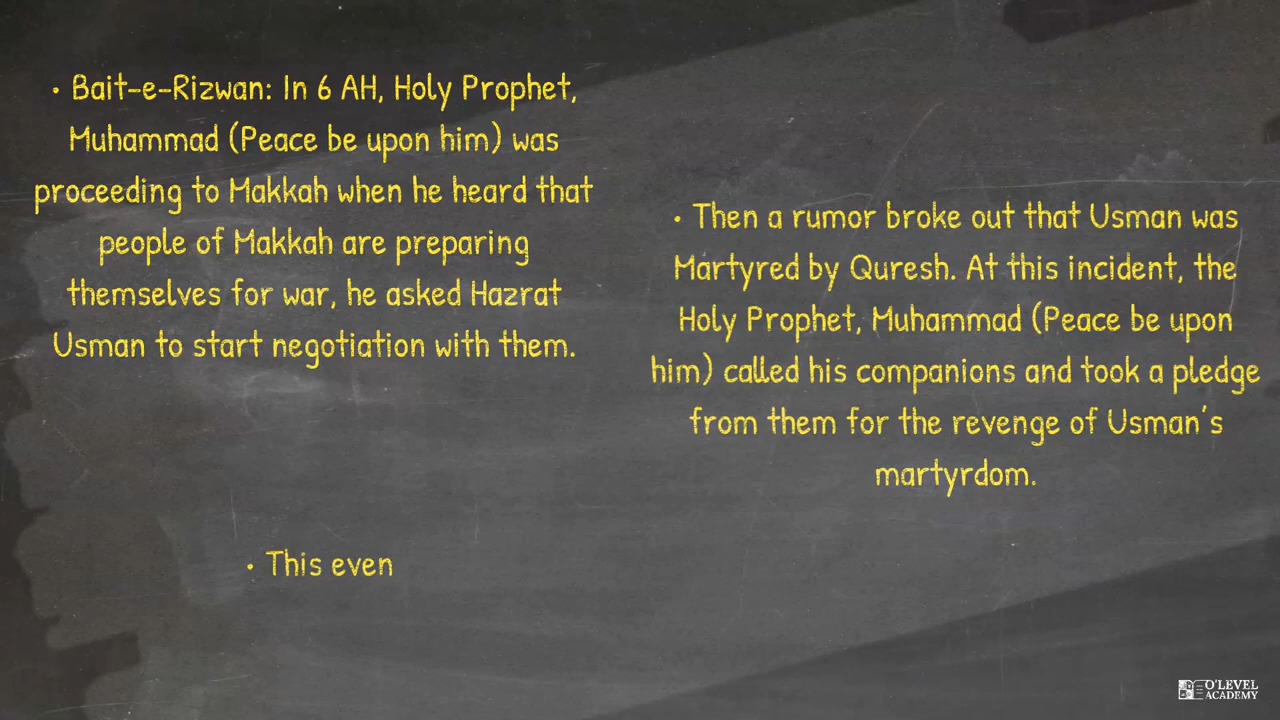 • Bait-e-Rizwan: In 6 AH, Holy Prophet,
Muhammad (Peace be upon him) was
proceeding to Makkah when he heard that
people of Makkah are preparing
themselves for war, he asked Hazrat
Usman to start negotiation with them.
• Then a rumor broke out that Usman was
Martyred by Quresh. At this incident, the
Holy Prophet, Muhammad (Peace be upon
him) called his companions and took a pledge
from them for the revenge of Usman's
martyrdom.
• This even
O'LEVEL
ACADEMY